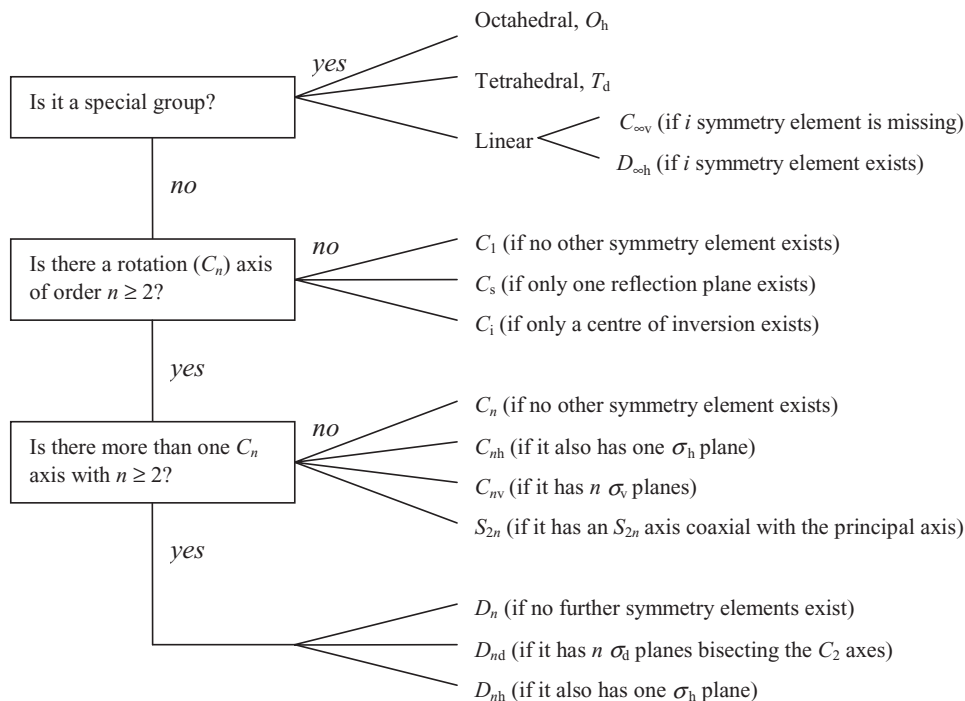 Octahedral, Oh
yes
Tetrahedral, Td
Is it a special group?
Linear
C∞v (if i symmetry element is missing)
D∞h (if i symmetry element exists)
no
Is there a rotation (Cn) axis
of order n ≥ 2?
no
C1 (if no other symmetry element exists)
Cs (if only one reflection plane exists)
Ci (if only a centre of inversion exists)
yes
Is there more than one Cn
axis with n ≥ 2?
no
Cn (if no other symmetry element exists)
Cnh (if it also has one σh plane)
Cnv (if it has n σv planes)
S2n (if it has an S2n axis coaxial with the principal axis)
yes
Dn (if no further symmetry elements exist)
Dnd (if it has n σd planes bisecting the C2 axes)
Dnh (if it also has one σh plane)